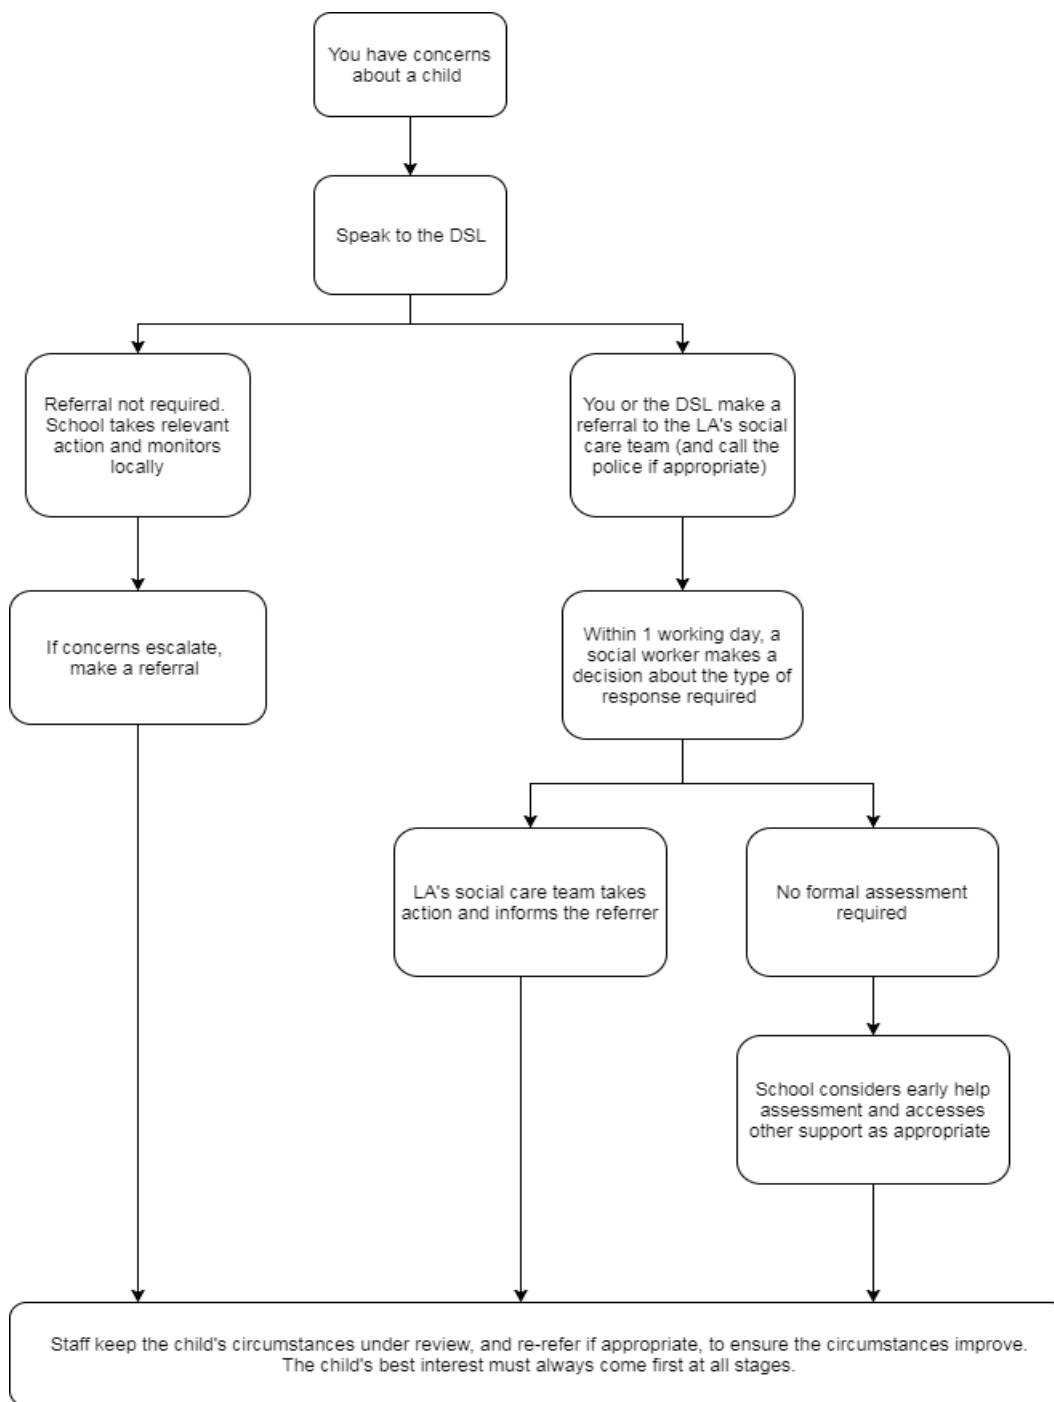 You have concerns
about a child
Speak to the DSL
Referral not required.
School takes relevant
action and monitors
locally
You or the DSL make a
referral to the LA's social
care team (and call the
police if appropriate)
If concerns escalate,
make a referral
Within 1 working day, a
social worker makes a
decision about the type of
response required
LA's social care team takes
action and informs the referrer
No formal assessment
required
School considers early help
assessment and accesses
other support as appropriate
Staff keep the child's circumstances under review, and re-refer if appropriate, to ensure the circumstances improve.
The child's best interest must always come first at all stages.